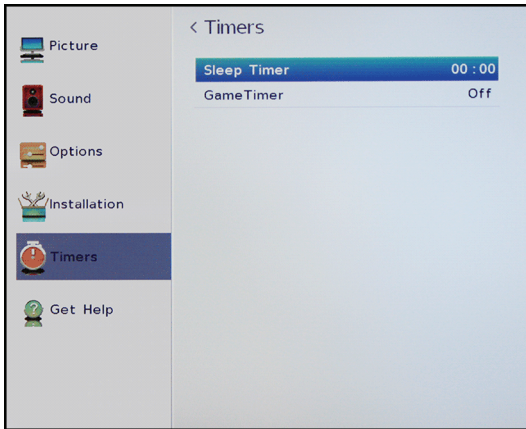 Picture
Sound
Options
Installation
Timers
Get Help
< Timers
Sleep Timer 00 : 00
GameTimer Off